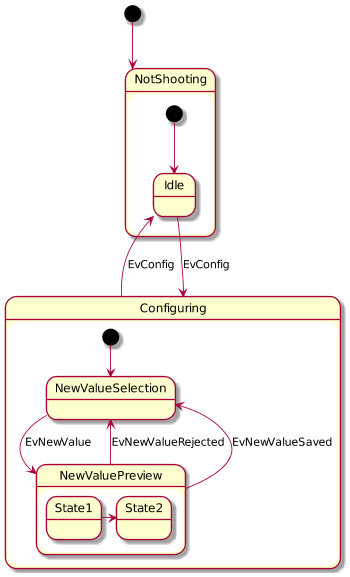 NotShooting
Idle
EvConfig
EvConfig
Configuring
NewValueSelection
EvNewValue
EvNewValueRejected
EvNewValueSaved
NewValuePreview
State1
State2